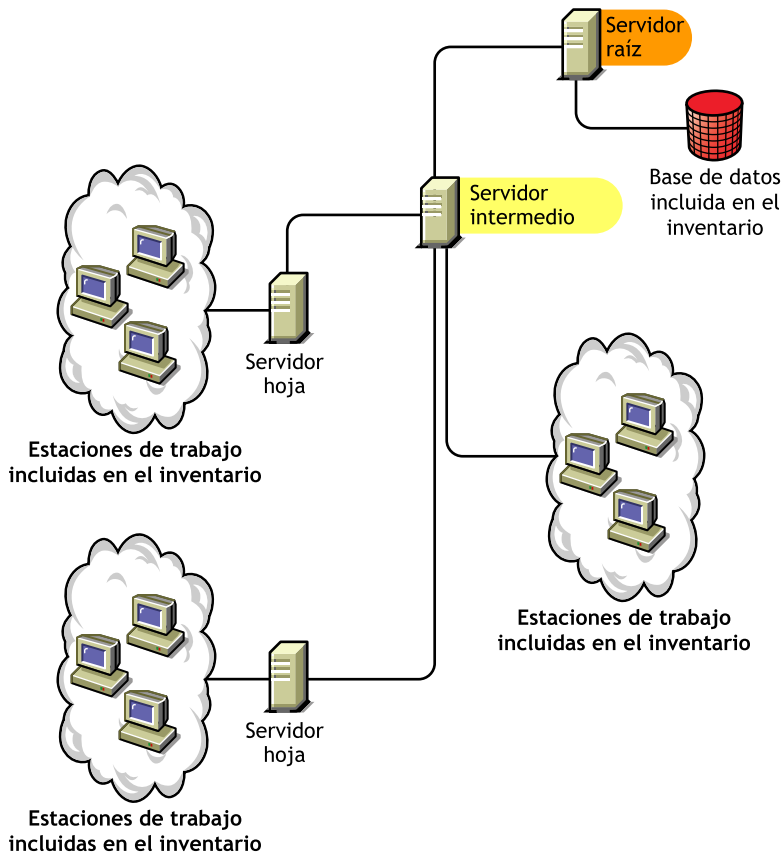 Servidor
raíz
Base de datos
incluida en el
inventario
Servidor
intermedio
Servidor
hoja
Estaciones de trabajo
incluidas en el inventario
Estaciones de trabajo
incluidas en el inventario
Servidor
hoja
Estaciones de trabajo
incluidas en el inventario